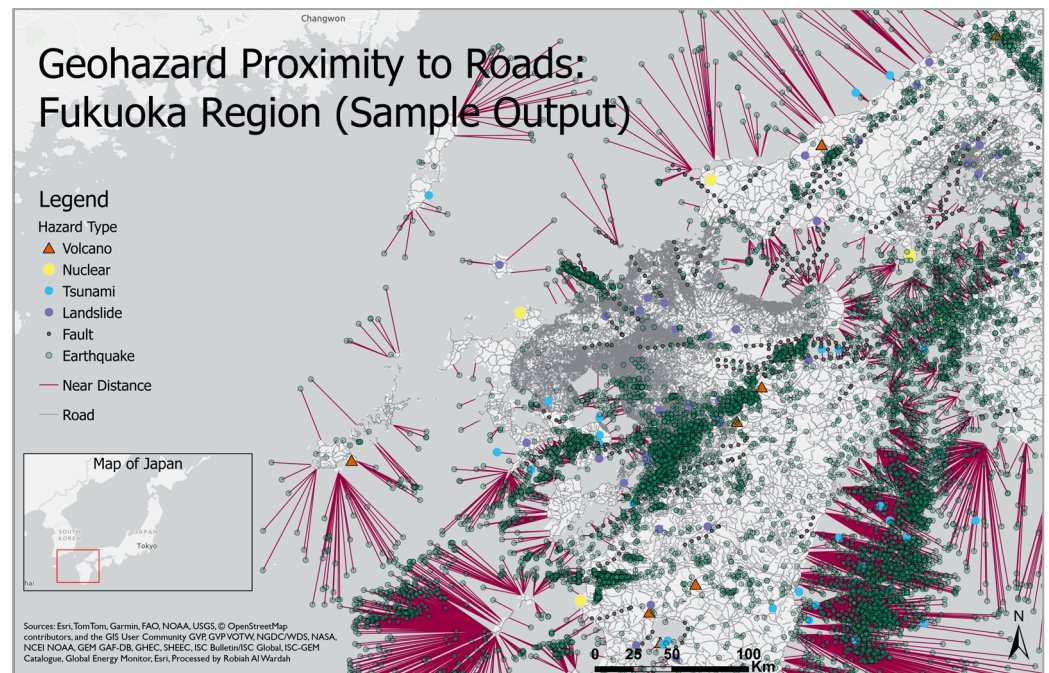 Changwon
Geohazard Proximity to Roads:
Fukuoka Region (Sample Output)
Legend
Hazard Type
Volcano
Nuclear
Tsunami
Landslide
Fault
Earthquake
Near Distance
Road
Map of Japan
SOUTH
KOREA
JAPAN
Tokyo
hai
Sources: Esri, TomTom, Garmin, FAO, NOAA, USGS, © OpenStreetMap
contributors, and the GIS User Community GVP, GVP VOTW, NGDC/WDS, NASA,
NCEI NOAA, GEM GAF-DB, GHEC, SHEEC, ISC Bulletin/ISC Global, ISC-GEM
Catalogue, Global Energy Monitor, Esri, Processed by Robiah Al Wardah
N
0 25 50 100
Km